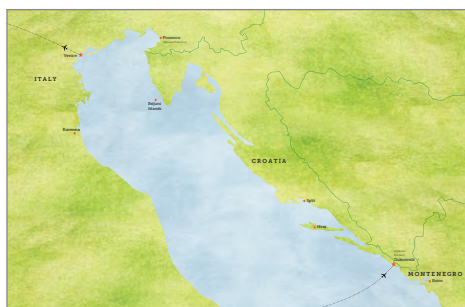 Venice
ITALY
Ravenna
Brijuni
Islands
CROATIA
Split
Hvar
Dubrovnik
MONTENEGRO
Kotor